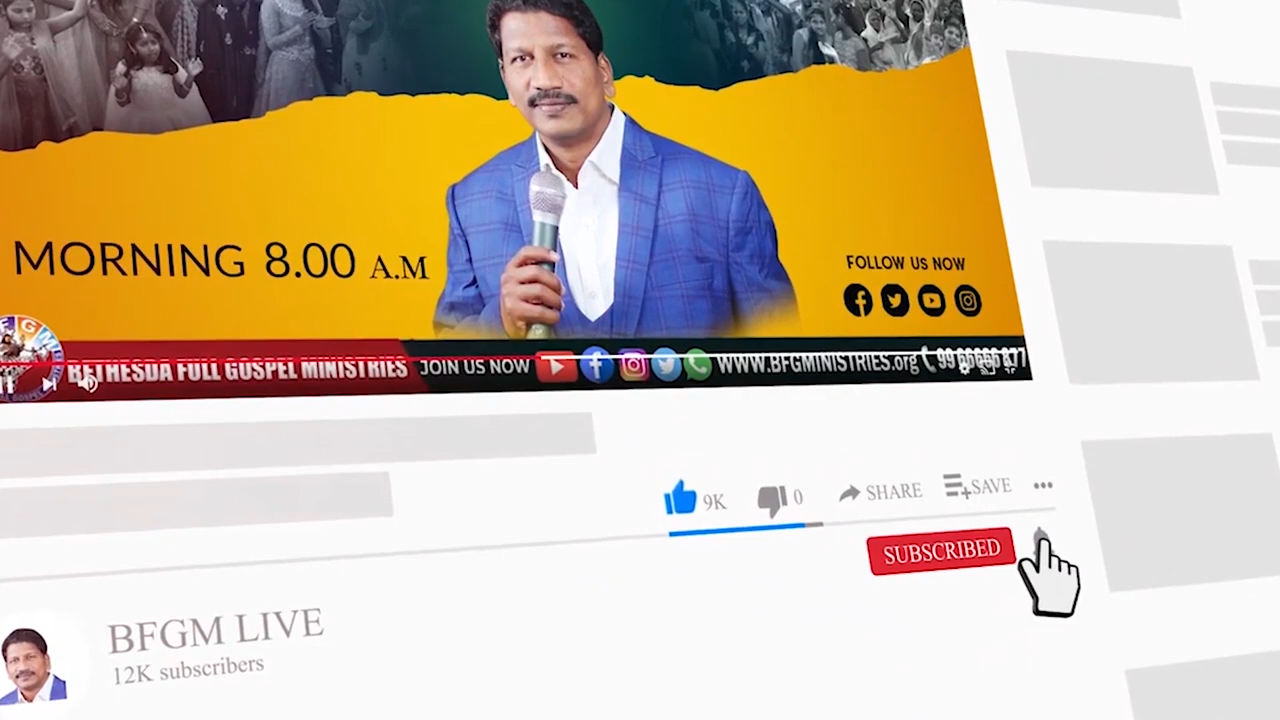 MORNING 8.00 A.M
FOLLOW US NOW
BETHESDA FULL GOSPEL MINISTRIES JOIN US NOW WWW.BFGMINISTRIES.org
9K 0 SHARE SAVE
SUBSCRIBED
BFGM LIVE
12K subscribers